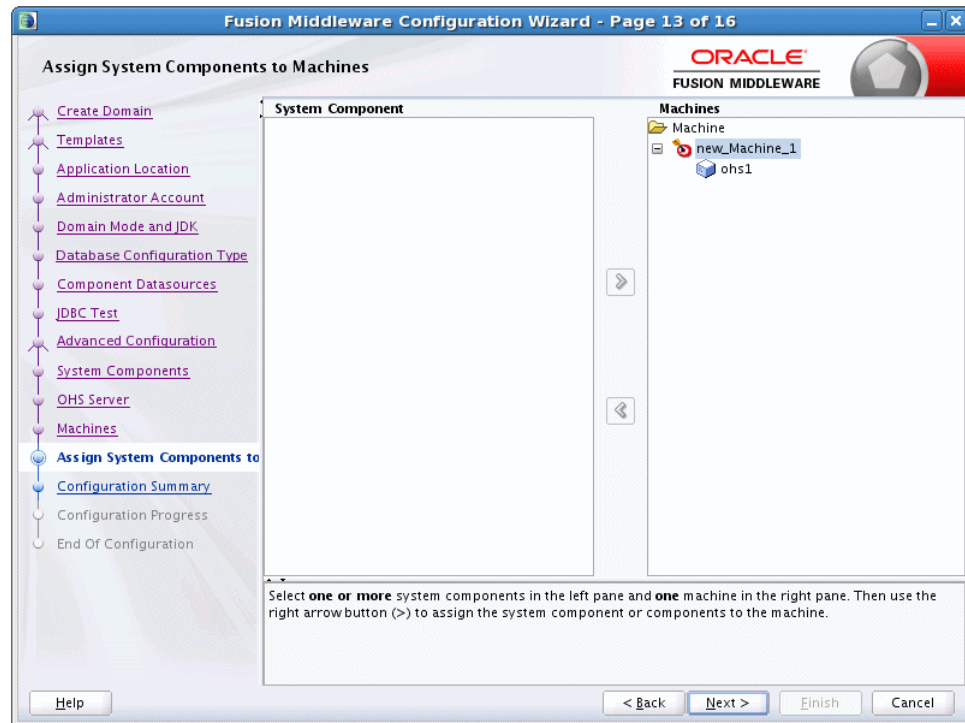 Fusion Middleware Configuration Wizard - Page 13 of 16
Assign System Components to Machines
ORACLE
FUSION MIDDLEWARE
Create Domain
Templates
Application Location
Administrator Account
Domain Mode and JDK
Database Configuration Type
Component Datasources
JDBC Test
Advanced Configuration
System Components
OHS Server
Machines
Assign System Components to
Configuration Summary
Configuration Progress
End Of Configuration
System Component
Machines
Machine
new_Machine_1
ohs1
Select one or more system components in the left pane and one machine in the right pane. Then use the
right arrow button (>) to assign the system component or components to the machine.
Help
< Back
Next >
Finish
Cancel